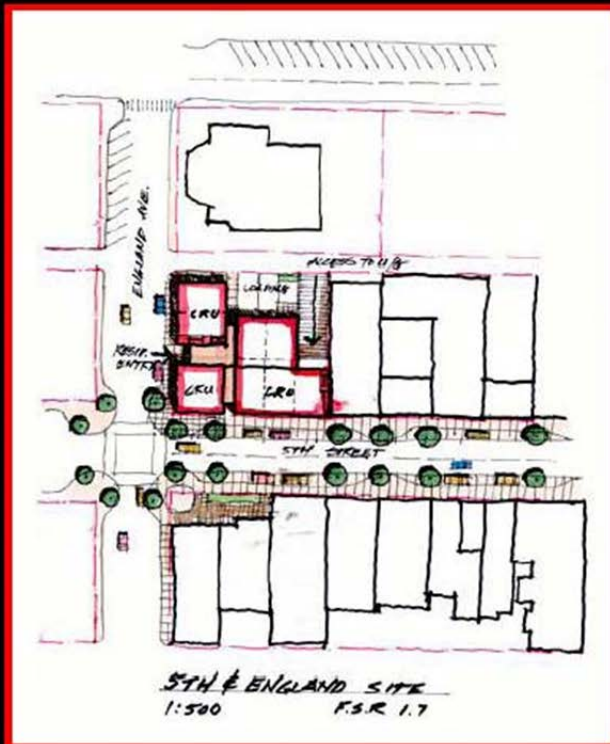 ENGLAND AVE.
ACCESS TO U/G
LOADING
CRU
RESID.
ENTRY
CRU
CRU
5TH STREET
5TH & ENGLAND SITE
1:500 F.S.R 1.7